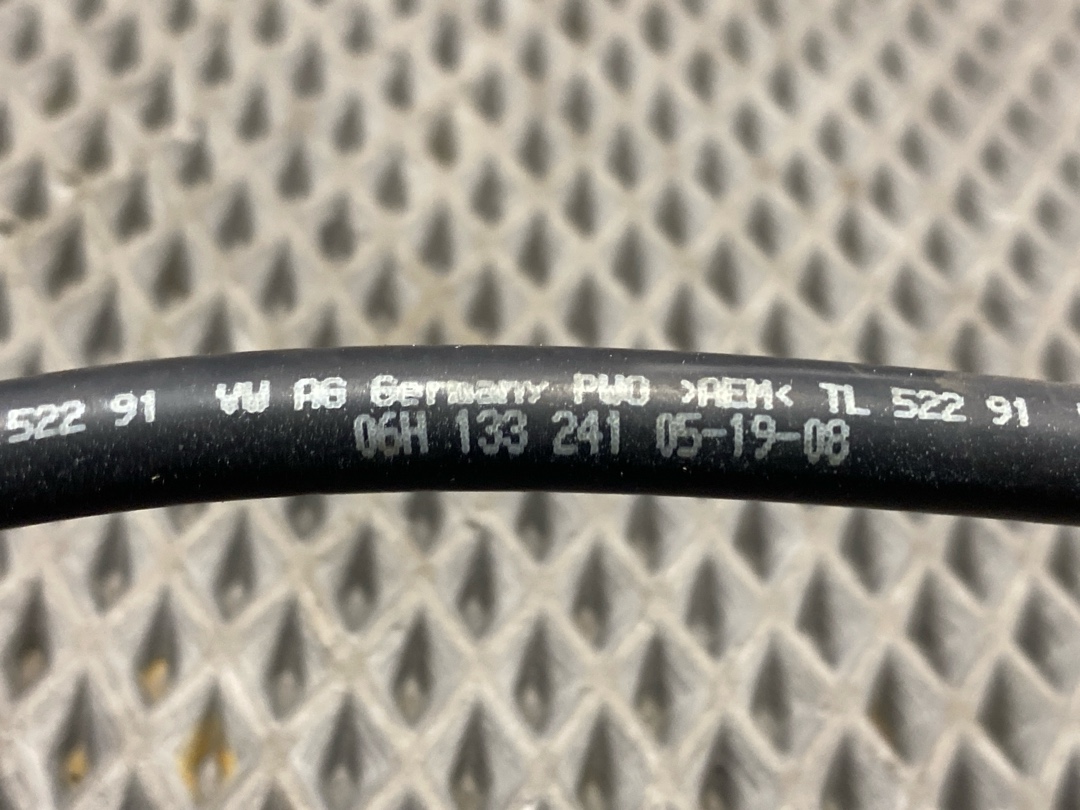 522 91 VW AG Germany PWO >AEM< TL 522 91
06H 133 241 05-19-08